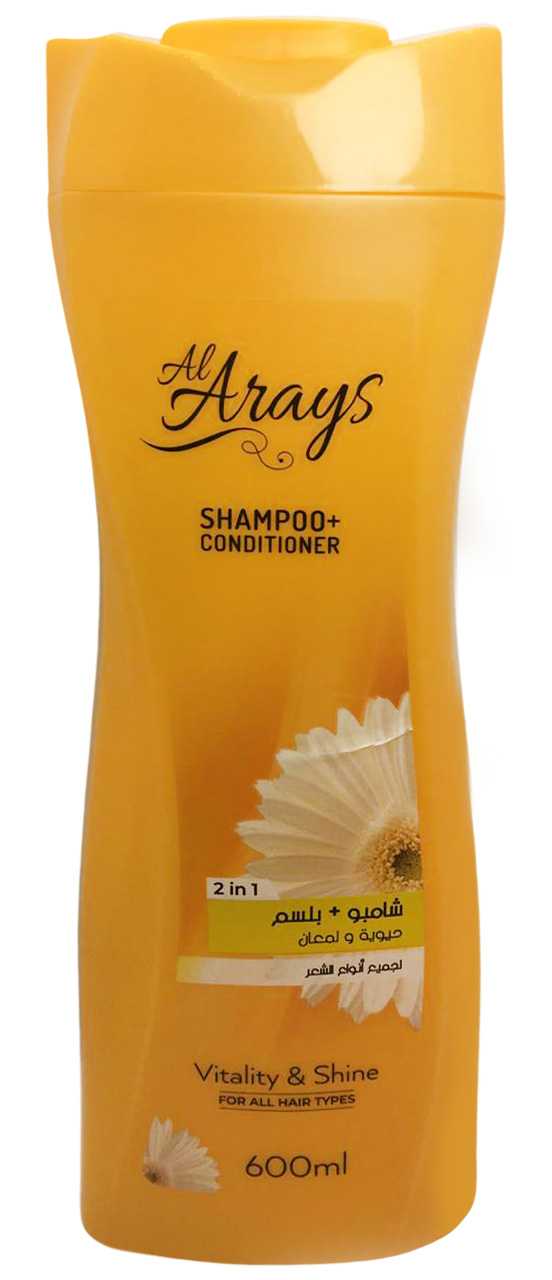 Al
Arays
SHAMPOO+
CONDITIONER
2 in 1
شامبو + بلسم
حيوية و لمعان
لجميع أنواع الشعر
Vitality & Shine
FOR ALL HAIR TYPES
600ml